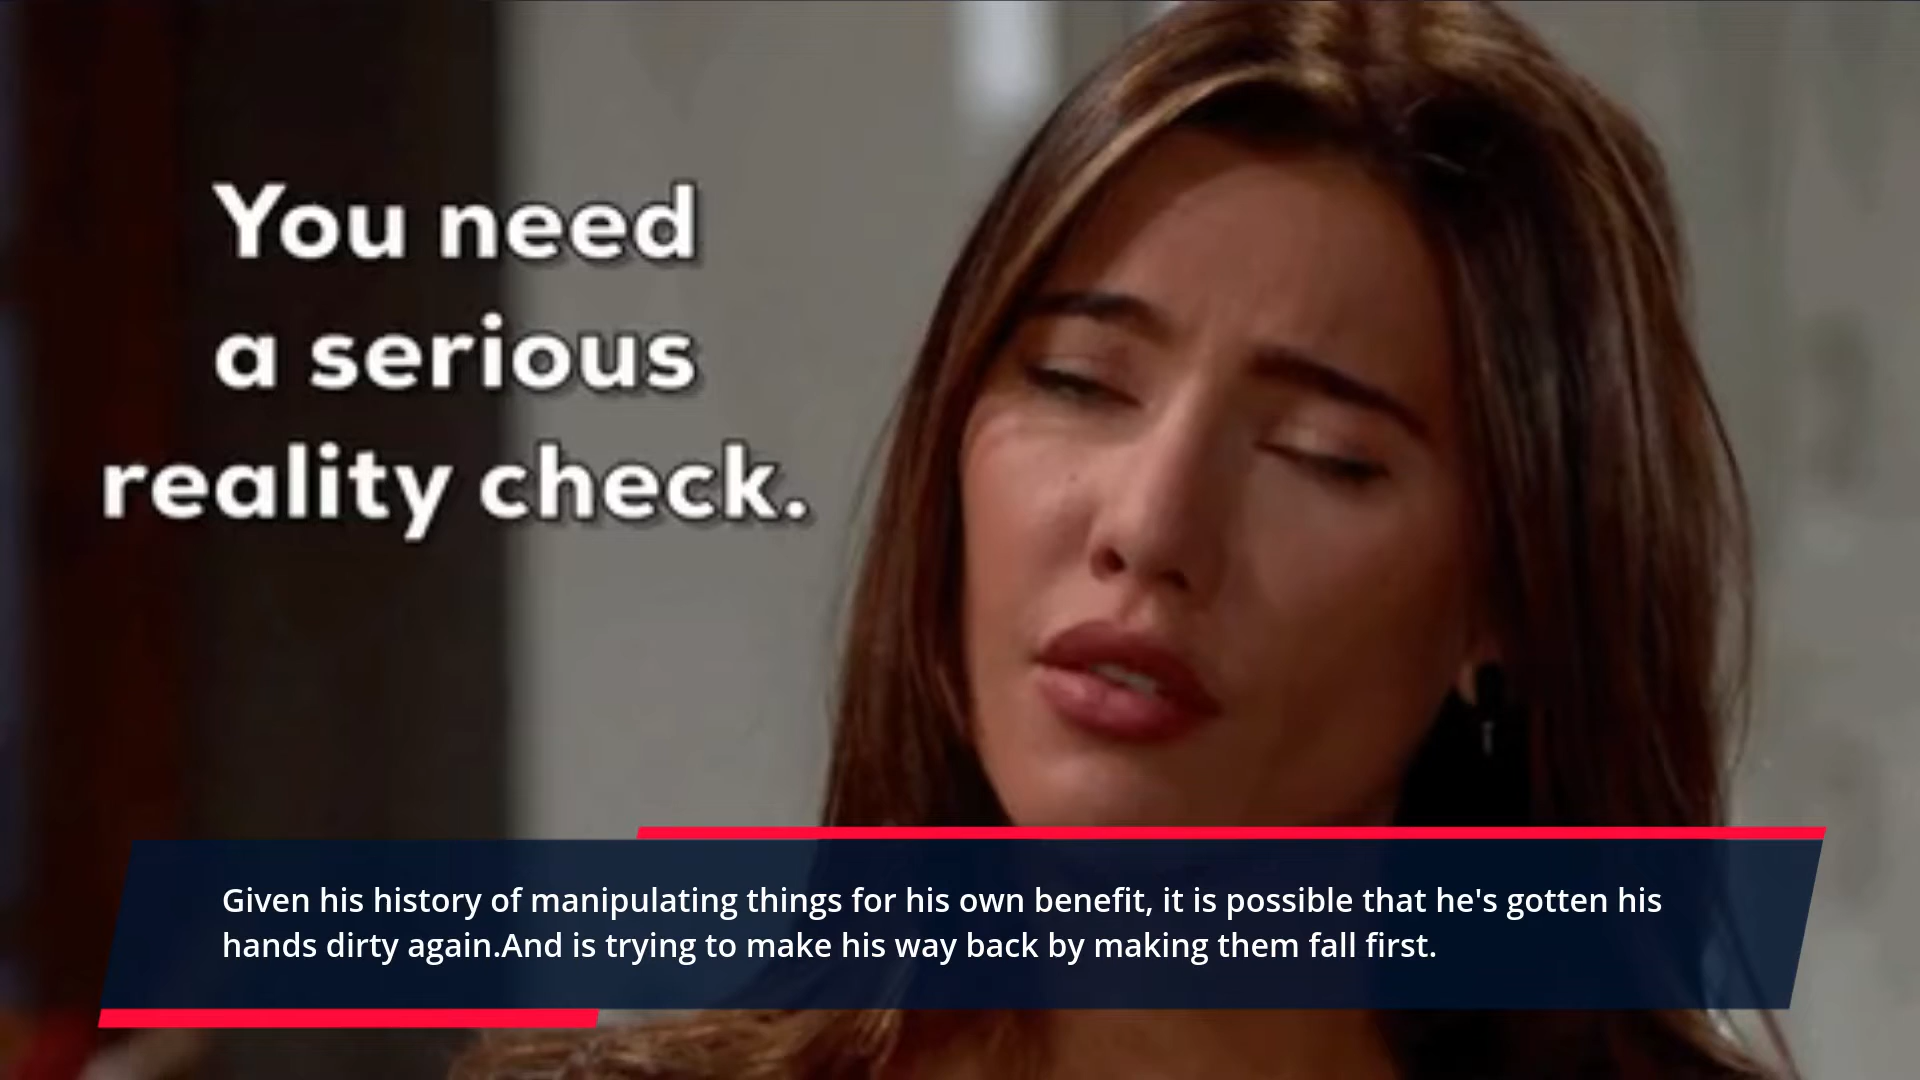 You need
a serious
reality check.
Given his history of manipulating things for his own benefit, it is possible that he's gotten his
hands dirty again.And is trying to make his way back by making them fall first.